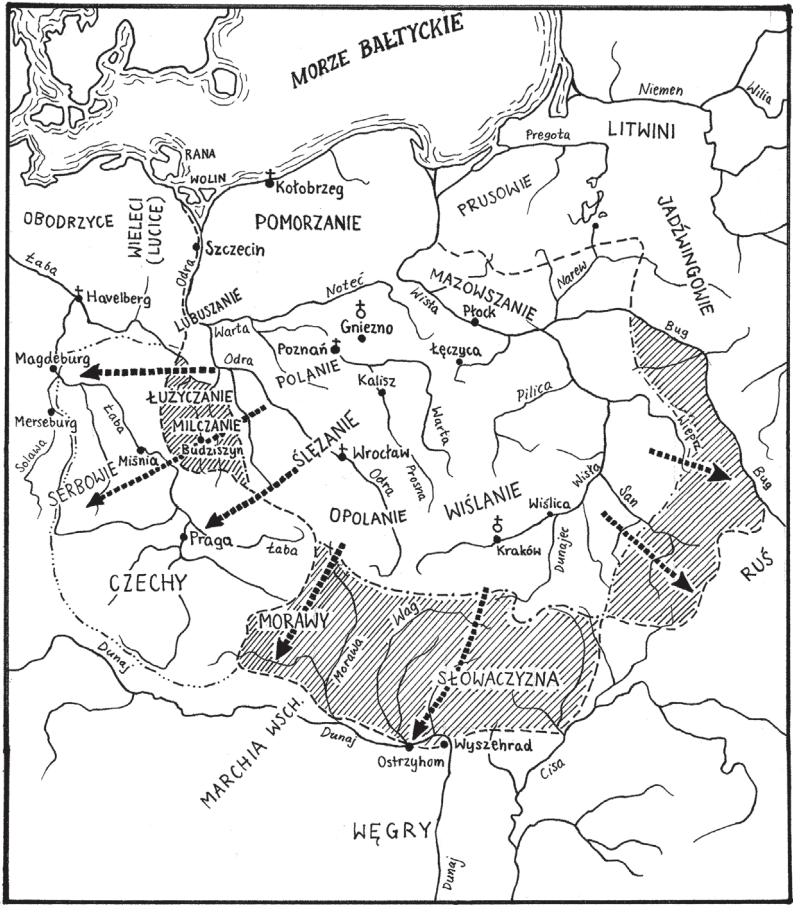 MORZE BAŁTYCKIE
Niemen
Wilia
LITWINI
Pregoła
RANA
WOLIN
Kołobrzeg
PRUSOWIE
JADŹWINGOWIE
OBODRZYCE
WIELECI
(LUCICE)
POMORZANIE
Szczecin
Odra
Łaba
Havelberg
LUBUSZANIE
Noteć
MAZOWSZANIE
Wisła
Narew
Płock
Bug
Warta
Gniezno
Poznań
Łęczyca
Magdeburg
Odra
POLANIE
Kalisz
Pilica
ŁUŻYCZANIE
Merseburg
Łaba
MILCZANIE
Budziszyn
ŚLĘŻANIE
Warta
Wieprz
Solawa
Miśnia
SERBOWIE
Wrocław
Odra
Prosna
Wisła
Bug
WIŚLANIE
Wiślica
San
OPOLANIE
Kraków
Dunajec
Praga
Łaba
RUŚ
CZECHY
MORAWY
Wag
Morawa
Dunaj
SŁOWACZYZNA
MARCHIA WSCH.
Dunaj
Ostrzyhom
Wyszehrad
Cisa
WĘGRY
Dunaj